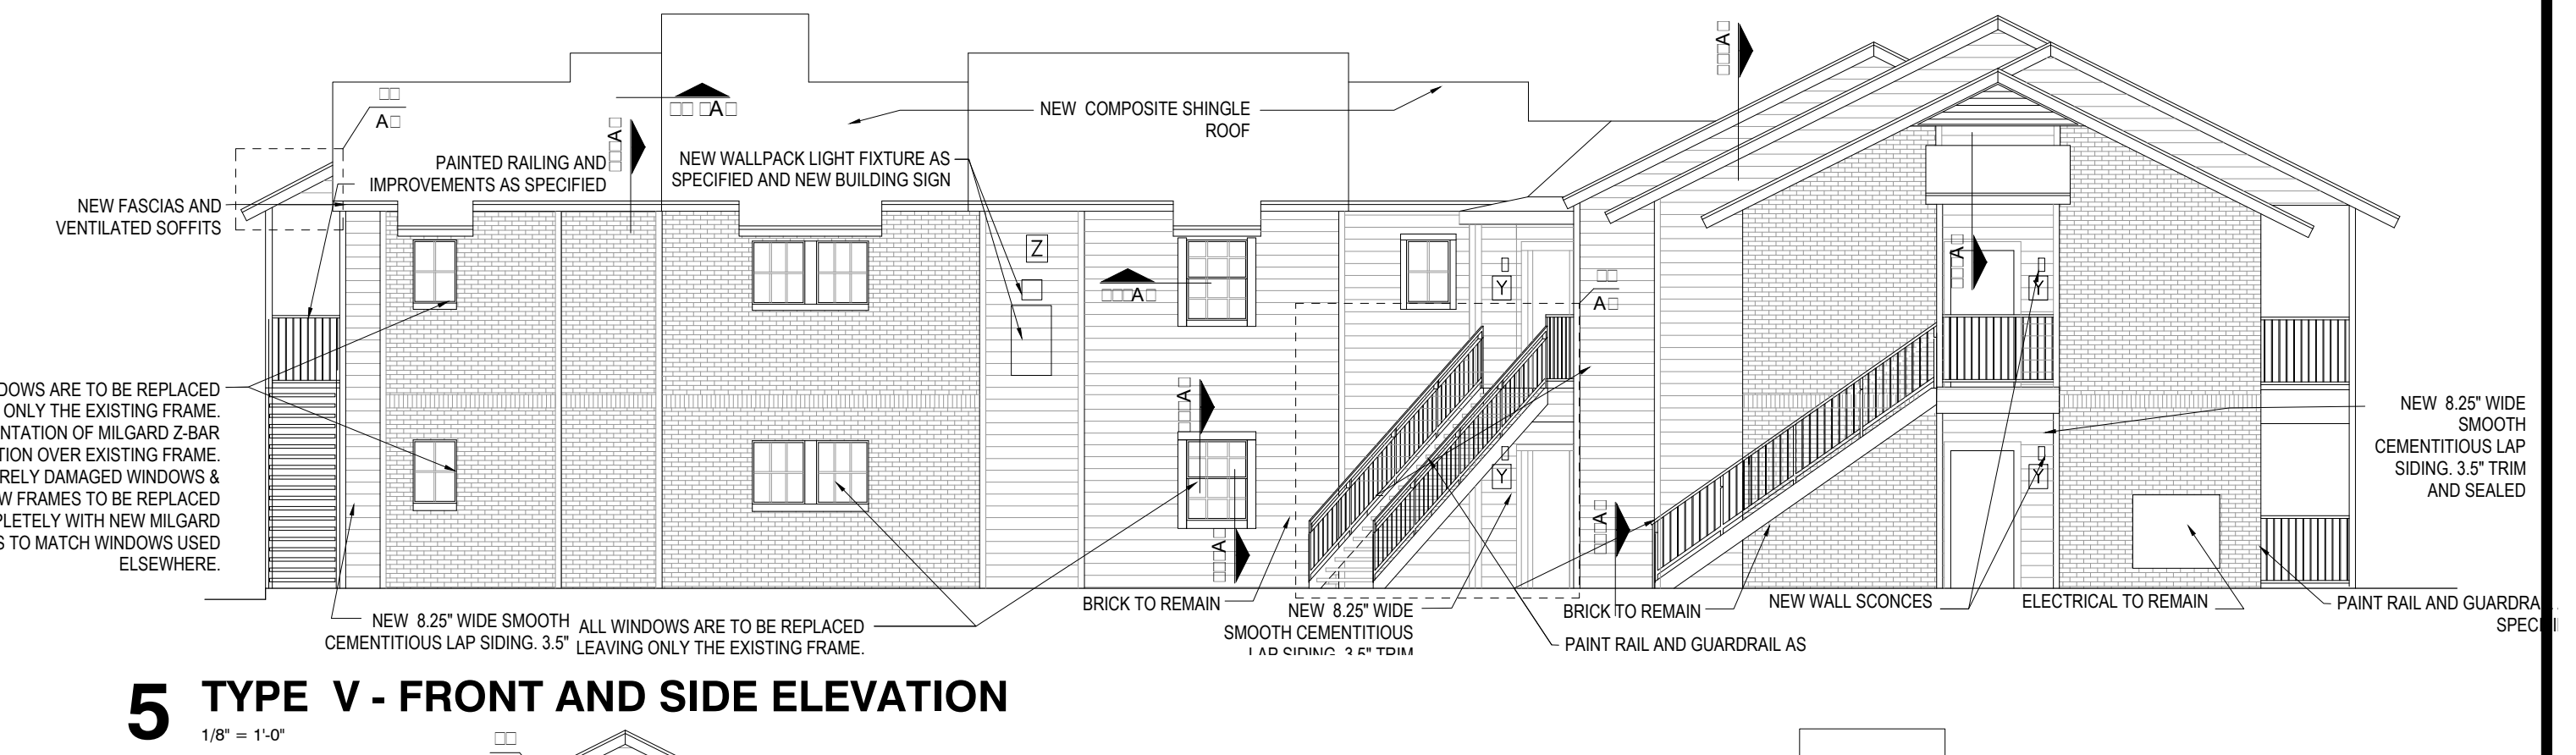 NEW COMPOSITE SHINGLE
ROOF
A
A
A
A
PAINTED RAILING AND
IMPROVEMENTS AS SPECIFIED
NEW WALLPACK LIGHT FIXTURE AS
SPECIFIED AND NEW BUILDING SIGN
NEW FASCIAS AND
VENTILATED SOFFITS
Z
Y
Y
A
A
A
DOWS ARE TO BE REPLACED
ONLY THE EXISTING FRAME.
NTATION OF MILGARD Z-BAR
TION OVER EXISTING FRAME.
RELY DAMAGED WINDOWS &
W FRAMES TO BE REPLACED
PLETELY WITH NEW MILGARD
S TO MATCH WINDOWS USED
ELSEWHERE.
A
NEW 8.25" WIDE
SMOOTH
CEMENTITIOUS LAP
SIDING. 3.5" TRIM
AND SEALED
Y
Y
A
A
BRICK TO REMAIN
NEW 8.25" WIDE
SMOOTH CEMENTITIOUS
LAP SIDING. 3.5" TRIM
BRICK TO REMAIN
NEW WALL SCONCES
ELECTRICAL TO REMAIN
PAINT RAIL AND GUARDRA
SPECI
NEW 8.25" WIDE SMOOTH
CEMENTITIOUS LAP SIDING. 3.5"
ALL WINDOWS ARE TO BE REPLACED
LEAVING ONLY THE EXISTING FRAME.
PAINT RAIL AND GUARDRAIL AS
5 TYPE V - FRONT AND SIDE ELEVATION
1/8" = 1'-0"